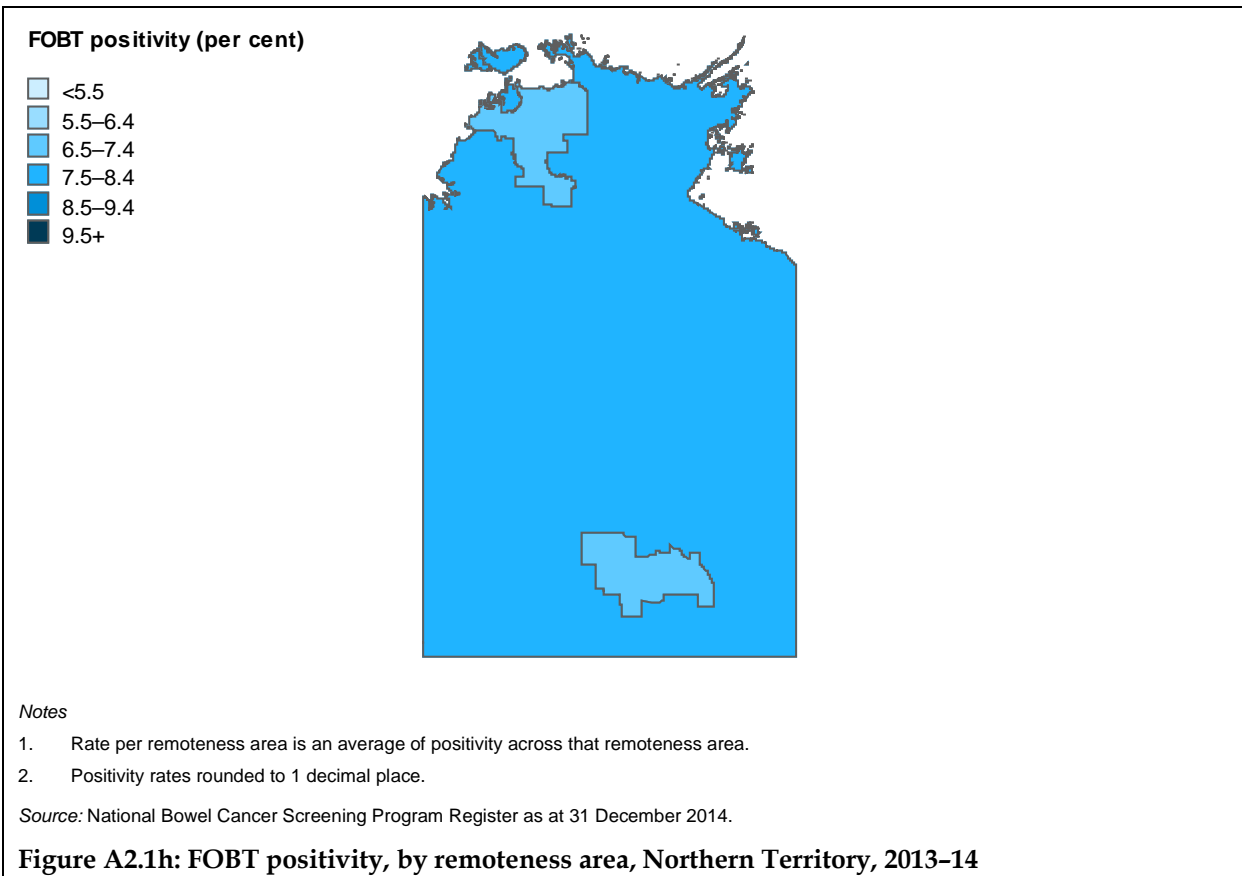 FOBT positivity (per cent)
<5.5
5.5–6.4
6.5–7.4
7.5–8.4
8.5–9.4
9.5+
Notes
1. Rate per remoteness area is an average of positivity across that remoteness area.
2. Positivity rates rounded to 1 decimal place.
Source: National Bowel Cancer Screening Program Register as at 31 December 2014.
Figure A2.1h: FOBT positivity, by remoteness area, Northern Territory, 2013–14